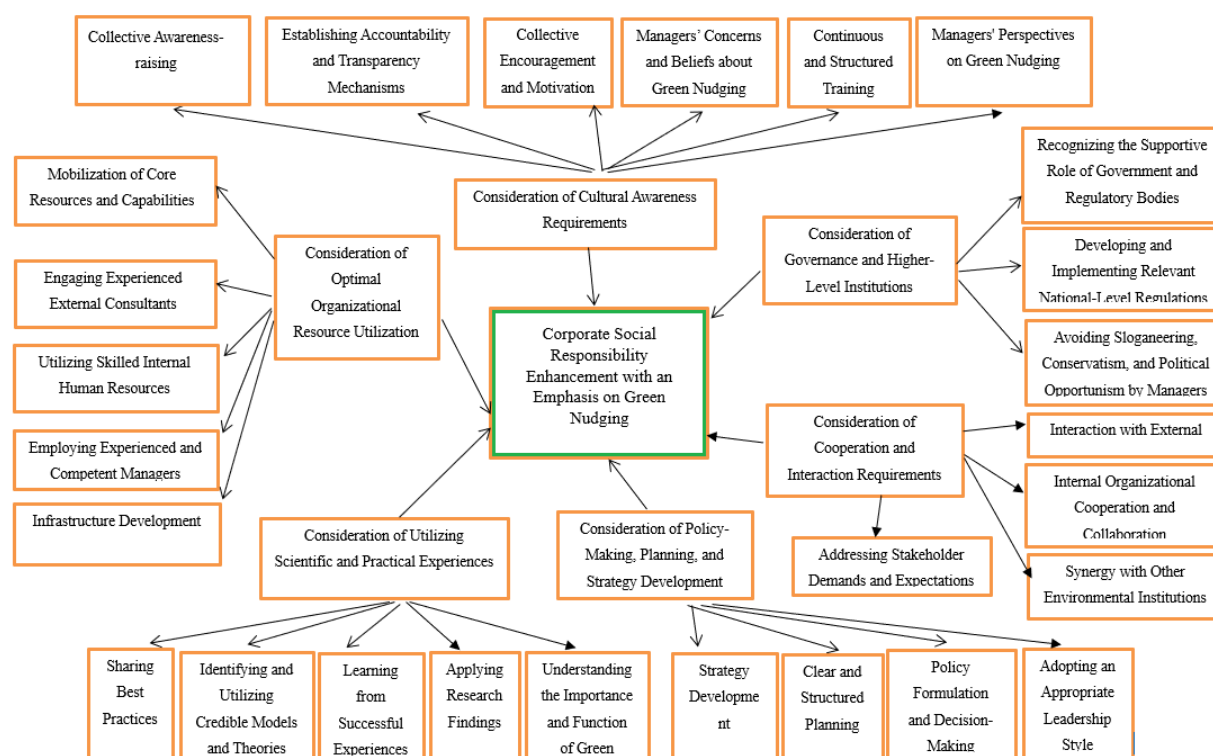 Collective Awareness-
raising
Establishing Accountability
and Transparency
Mechanisms
Collective
Encouragement
and Motivation
Managers’ Concerns
and Beliefs about
Green Nudging
Continuous
and Structured
Training
Managers' Perspectives
on Green Nudging
Mobilization of Core
Resources and Capabilities
Engaging Experienced
External Consultants
Utilizing Skilled Internal
Human Resources
Employing Experienced and
Competent Managers
Infrastructure Development
Consideration of
Optimal
Organizational
Resource Utilization
Consideration of Cultural Awareness
Requirements
Consideration of
Governance and Higher-
Level Institutions
Recognizing the Supportive
Role of Government and
Regulatory Bodies
Developing and
Implementing Relevant
National-Level Regulations
Avoiding Sloganeering,
Conservatism, and Political
Opportunism by Managers
Corporate Social
Responsibility
Enhancement with an
Emphasis on Green
Nudging
Consideration of
Cooperation and
Interaction Requirements
Interaction with External
Internal Organizational
Cooperation and
Collaboration
Synergy with Other
Environmental Institutions
Addressing Stakeholder
Demands and Expectations
Consideration of Utilizing
Scientific and Practical Experiences
Consideration of Policy-
Making, Planning, and
Strategy Development
Sharing
Best
Practices
Identifying and
Utilizing
Credible Models
and Theories
Learning
from
Successful
Experiences
Applying
Research
Findings
Understanding
the Importance
and Function
of Green
Strategy
Developme
nt
Clear and
Structured
Planning
Policy
Formulation
and Decision-
Making
Adopting an
Appropriate
Leadership
Style